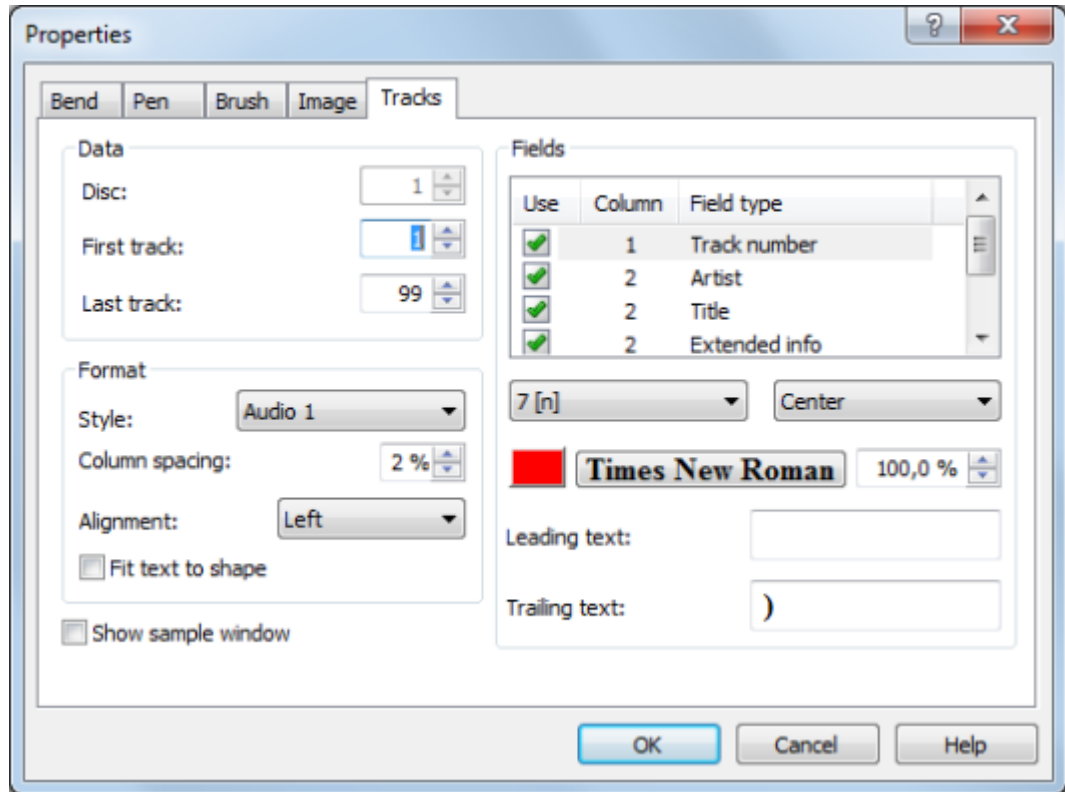 Properties
Bend Pen Brush Image Tracks
Data
Disc: 1
First track: 1
Last track: 99
Format
Style: Audio 1
Column spacing: 2 %
Alignment: Left
Fit text to shape
Show sample window
Fields
Use Column Field type
1 Track number
2 Artist
2 Title
2 Extended info
7 [n] Center
Times New Roman 100,0 %
Leading text:
Trailing text: )
OK Cancel Help